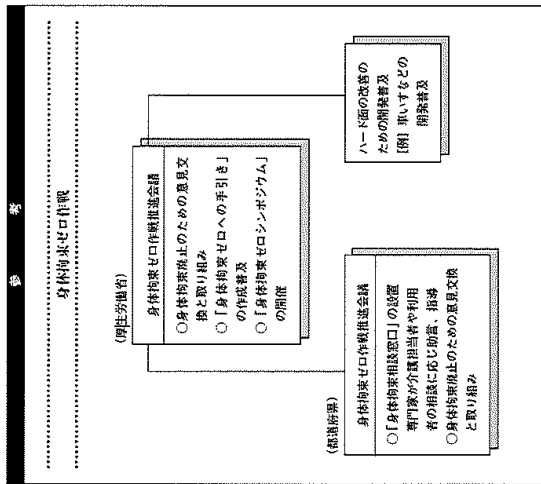 参考
身体拘束ゼロ作戦
(厚生労働省)
身体拘束ゼロ作戦推進会議
○身体拘束廃止のための意見交
換と取り組み
○「身体拘束ゼロへの手引き」
の作成普及
○「身体拘束ゼロシンポジウム」
の開催
(都道府県)
身体拘束ゼロ作戦推進会議
○「身体拘束相談窓口」の設置
専門家が介護担当者や利用
者の相談に応じ助言、指導
○身体拘束廃止のための意見交換
と取り組み
ハード面の改善の
ための開発普及
[例] 車いすなどの
開発普及